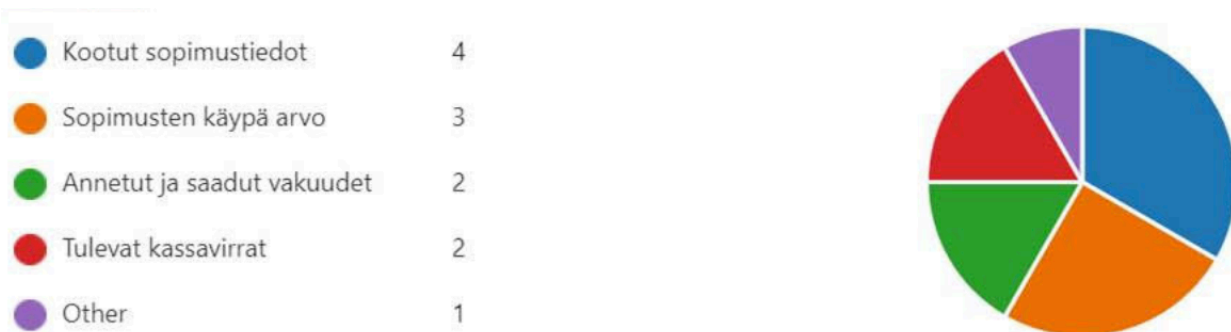 Kootut sopimustiedot 4
Sopimusten käypä arvo 3
Annetut ja saadut vakuudet 2
Tulevat kassavirrat 2
Other 1